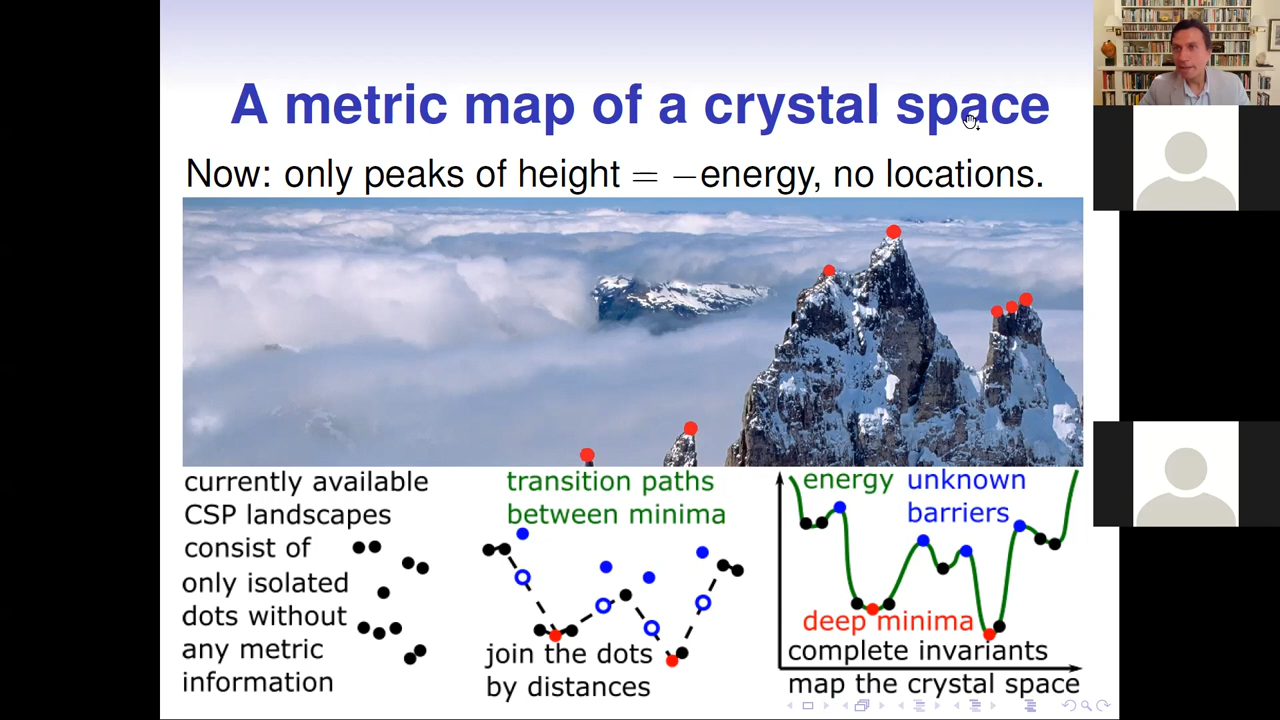 A metric map of a crystal space
Now: only peaks of height = −energy, no locations.
currently available
CSP landscapes
consist of
only isolated
dots without
any metric
information
transition paths
between minima
join the dots
by distances
energy
unknown
barriers
deep minima
complete invariants
map the crystal space